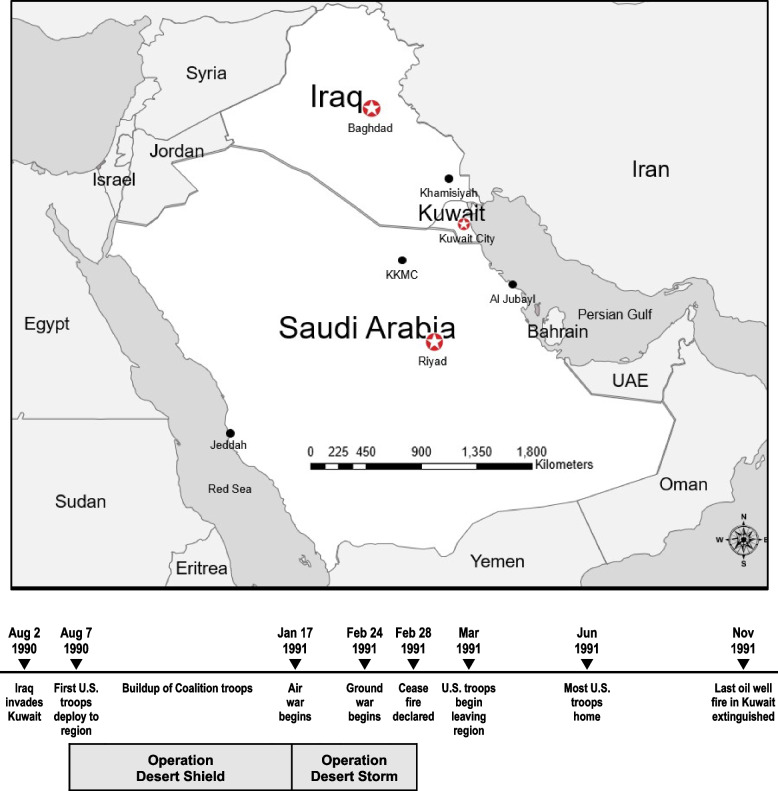 Syria
Iraq
Baghdad
Jordan
Israel
Iran
Khamisiyah
Kuwait
Kuwait City
KKMC
Al Jubayl
Egypt
Saudi Arabia
Persian Gulf
Bahrain
Riyad
UAE
Jeddah
0 225 450 900 1,350 1,800
Kilometers
Red Sea
Sudan
Oman
N
W E
S
Eritrea
Yemen
Aug 2
1990
Aug 7
1990
Jan 17
1991
Feb 24
1991
Feb 28
1991
Mar
1991
Jun
1991
Nov
1991
Iraq
invades
Kuwait
First U.S.
troops
deploy to
region
Buildup of Coalition troops
Air
war
begins
Ground
war
begins
Cease
fire
declared
U.S. troops
begin
leaving
region
Most U.S.
troops
home
Last oil well
fire in Kuwait
extinguished
Operation
Desert Shield
Operation
Desert Storm